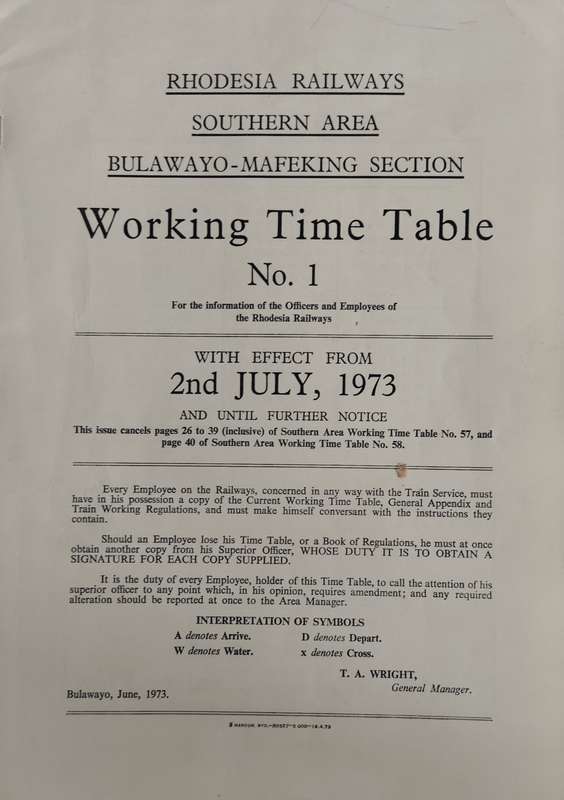 RHODESIA RAILWAYS
SOUTHERN AREA
BULAWAYO-MAFEKING SECTION
Working Time Table
No. 1
For the information of the Officers and Employees of
the Rhodesia Railways
WITH EFFECT FROM
2nd JULY, 1973
AND UNTIL FURTHER NOTICE
This issue cancels pages 26 to 39 (inclusive) of Southern Area Working Time Table No. 57, and
page 40 of Southern Area Working Time Table No. 58.
Every Employee on the Railways, concerned in any way with the Train Service, must
have in his possession a copy of the Current Working Time Table, General Appendix and
Train Working Regulations, and must make himself conversant with the instructions they
contain.
Should an Employee lose his Time Table, or a Book of Regulations, he must at once
obtain another copy from his Superior Officer, WHOSE DUTY IT IS TO OBTAIN A
SIGNATURE FOR EACH COPY SUPPLIED.
It is the duty of every Employee, holder of this Time Table, to call the attention of his
superior officer to any point which, in his opinion, requires amendment; and any required
alteration should be reported at once to the Area Manager.
INTERPRETATION OF SYMBOLS
A denotes Arrive. D denotes Depart.
W denotes Water. x denotes Cross.
T. A. WRIGHT,
General Manager.
Bulawayo, June, 1973.
MARDON BYO.